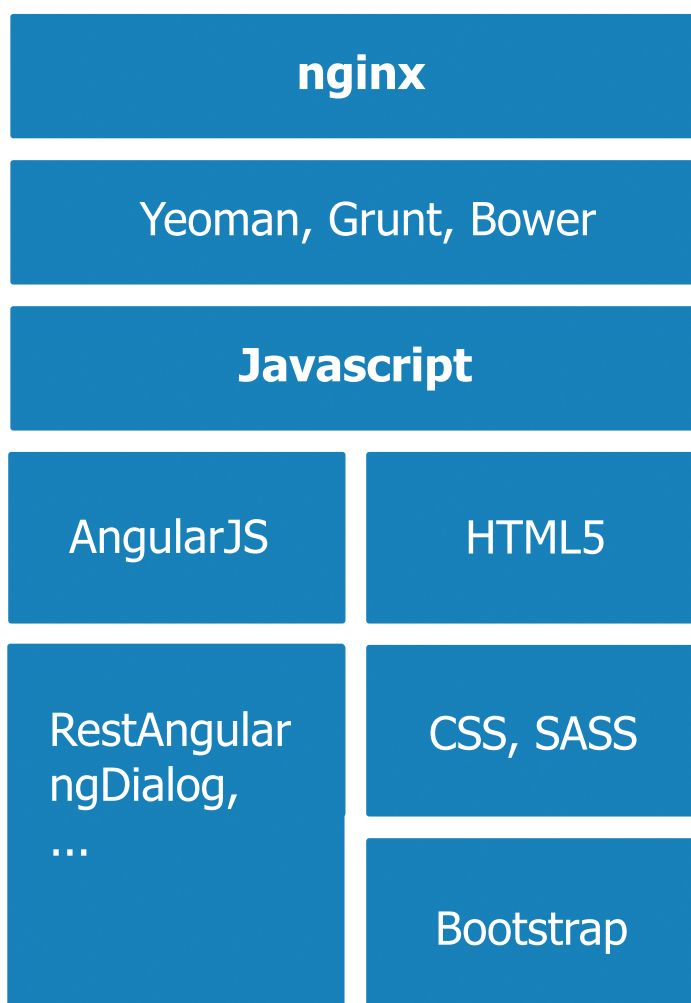 nginx
Yeoman, Grunt, Bower
Javascript
AngularJS
HTML5
RestAngular
ngDialog,
...
CSS, SASS
Bootstrap